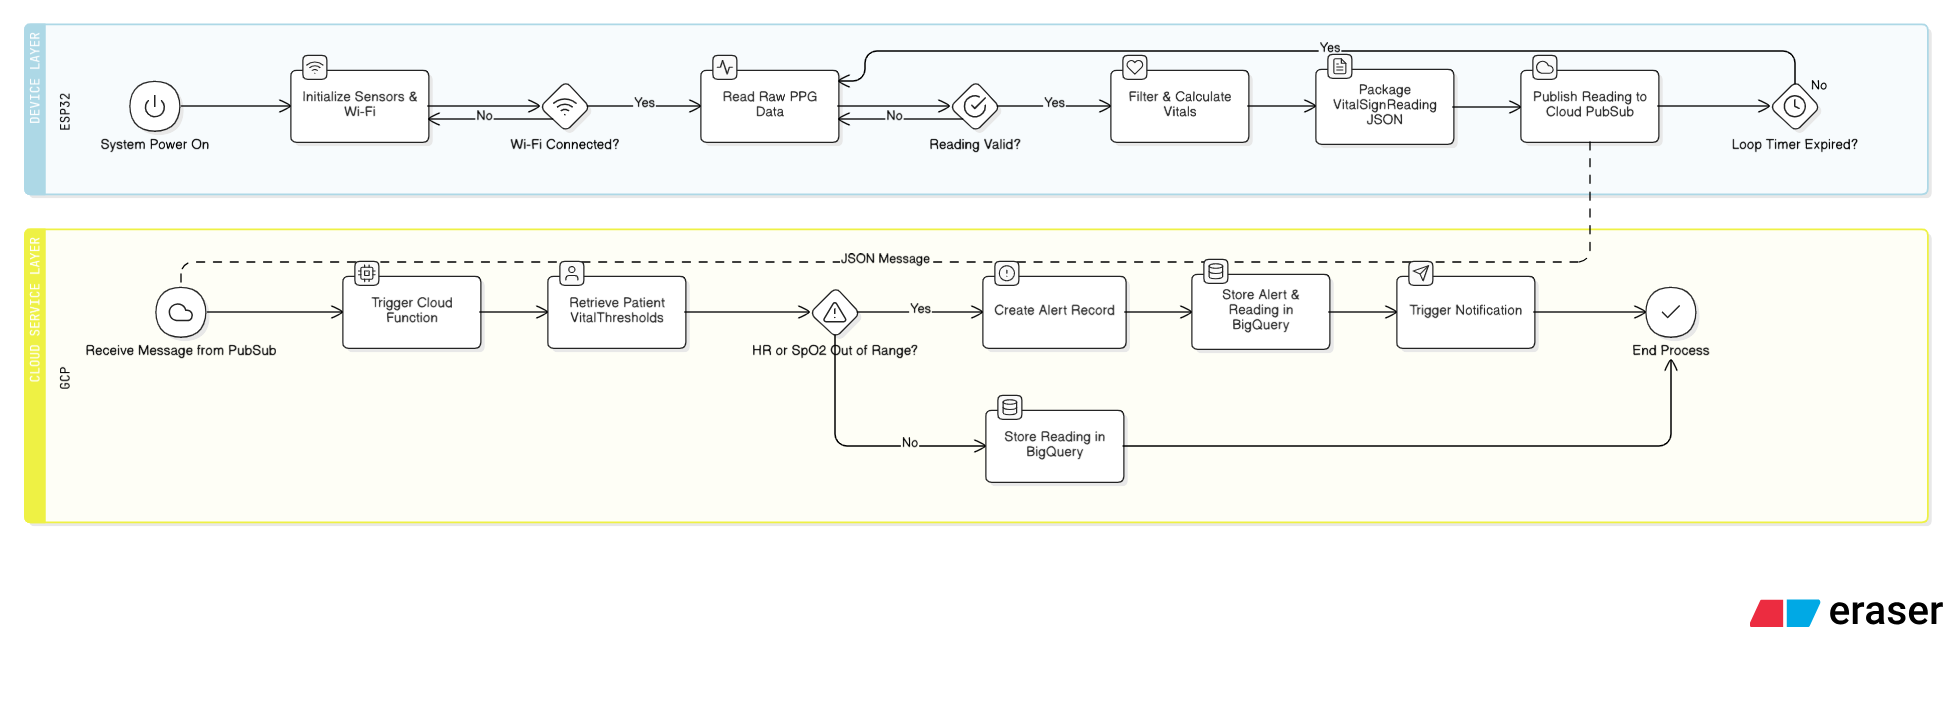 DEVICE LAYER
ESP32
System Power On
Initialize Sensors &
Wi-Fi
No
Wi-Fi Connected?
Yes
Read Raw PPG
Data
No
Reading Valid?
Yes
Filter & Calculate
Vitals
Yes
Package
VitalSignReading
JSON
Publish Reading to
Cloud PubSub
No
Loop Timer Expired?
CLOUD SERVICE LAYER
GCP
JSON Message
Receive Message from PubSub
Trigger Cloud
Function
Retrieve Patient
VitalThresholds
HR or SpO2 Out of Range?
Yes
Create Alert Record
Store Alert &
Reading in
BigQuery
Trigger Notification
End Process
No
Store Reading in
BigQuery
eraser